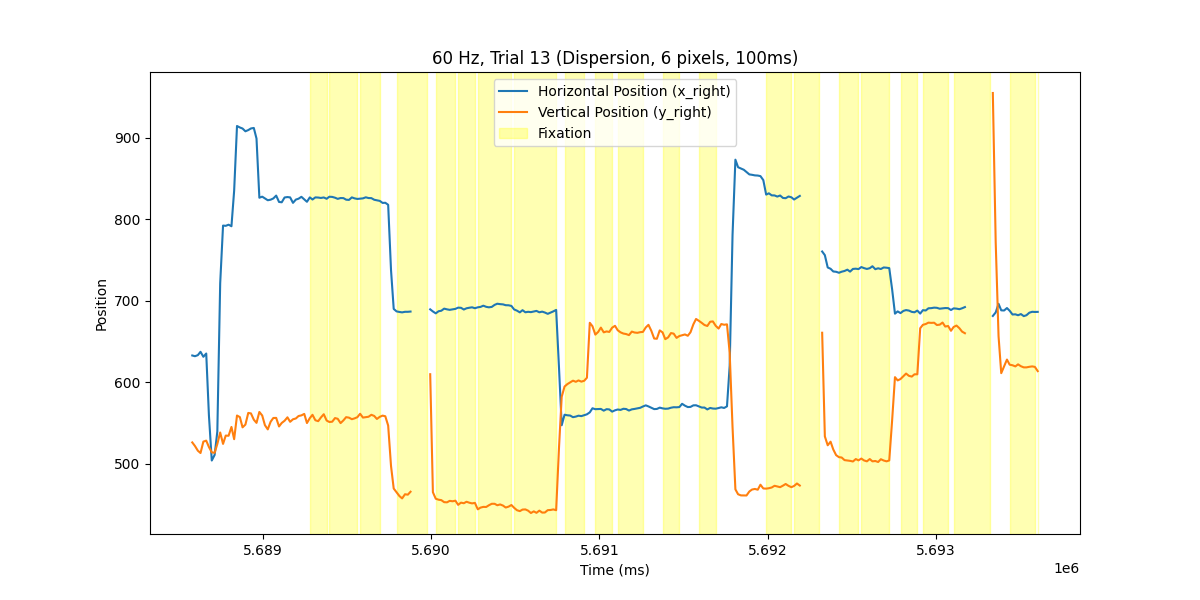 60 Hz, Trial 13 (Dispersion, 6 pixels, 100ms)
Horizontal Position (x_right)
Vertical Position (y_right)
Fixation
Position
900
800
700
600
500
5.689 5.690 5.691 5.692 5.693
Time (ms)
1e6